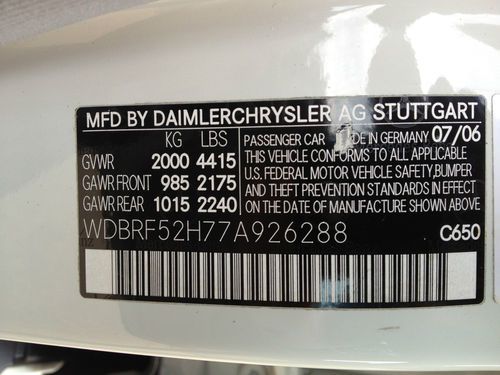 MFD BY DAIMLERCHRYSLER AG STUTTGART
KG LBS
GVWR 2000 4415
GAWR FRONT 985 2175
GAWR REAR 1015 2240
PASSENGER CAR MADE IN GERMANY 07/06
THIS VEHICLE CONFORMS TO ALL APPLICABLE
U.S. FEDERAL MOTOR VEHICLE SAFETY, BUMPER
AND THEFT PREVENTION STANDARDS IN EFFECT
ON THE DATE OF MANUFACTURE SHOWN ABOVE
WDBRF52H77A926288
C650